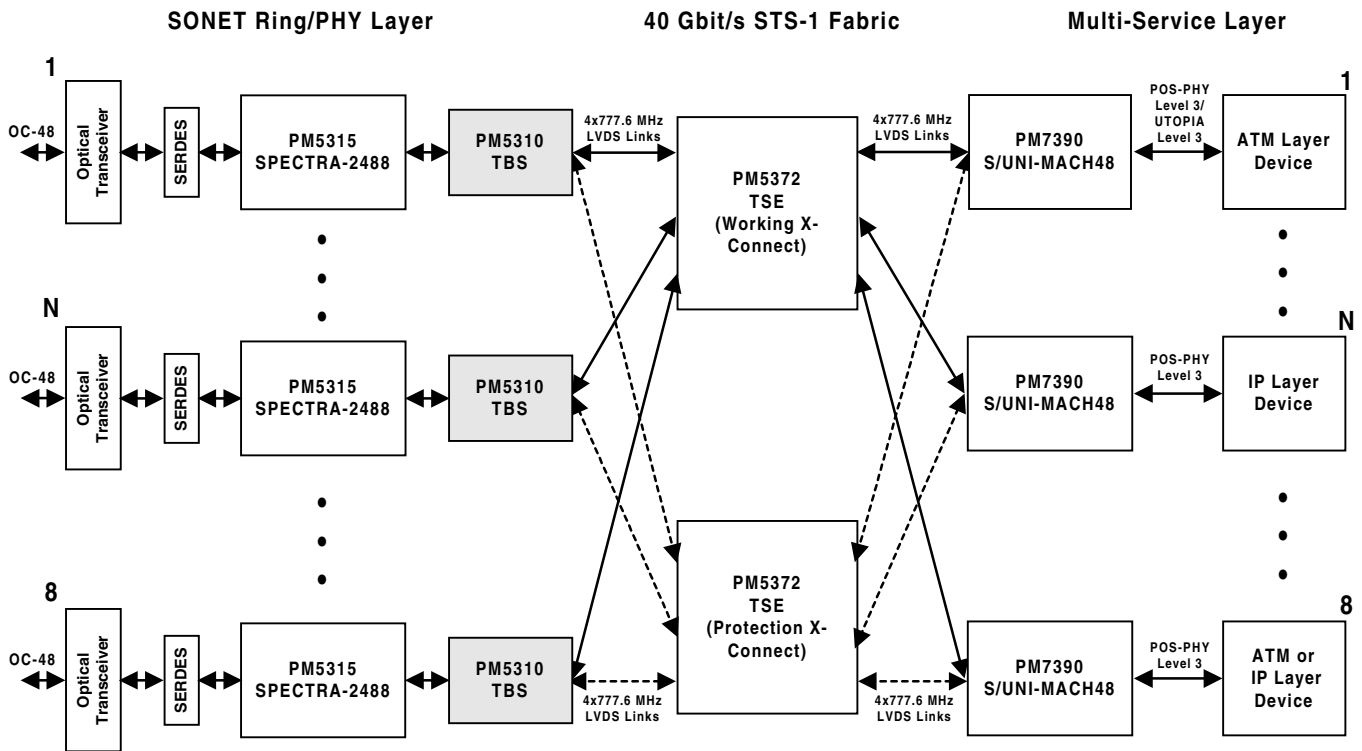 SONET Ring/PHY Layer
40 Gbit/s STS-1 Fabric
Multi-Service Layer
1
OC-48
Optical
Transceiver
SERDES
PM5315
SPECTRA-2488
PM5310
TBS
4x777.6 MHz
LVDS Links
PM5372
TSE
(Working X-
Connect)
4x777.6 MHz
LVDS Links
PM7390
S/UNI-MACH48
POS-PHY
Level 3/
UTOPIA
Level 3
1
ATM Layer
Device
N
OC-48
Optical
Transceiver
SERDES
PM5315
SPECTRA-2488
PM5310
TBS
PM7390
S/UNI-MACH48
POS-PHY
Level 3
N
IP Layer
Device
8
OC-48
Optical
Transceiver
SERDES
PM5315
SPECTRA-2488
PM5310
TBS
4x777.6 MHz
LVDS Links
PM5372
TSE
(Protection X-
Connect)
4x777.6 MHz
LVDS Links
PM7390
S/UNI-MACH48
POS-PHY
Level 3
8
ATM or
IP Layer
Device